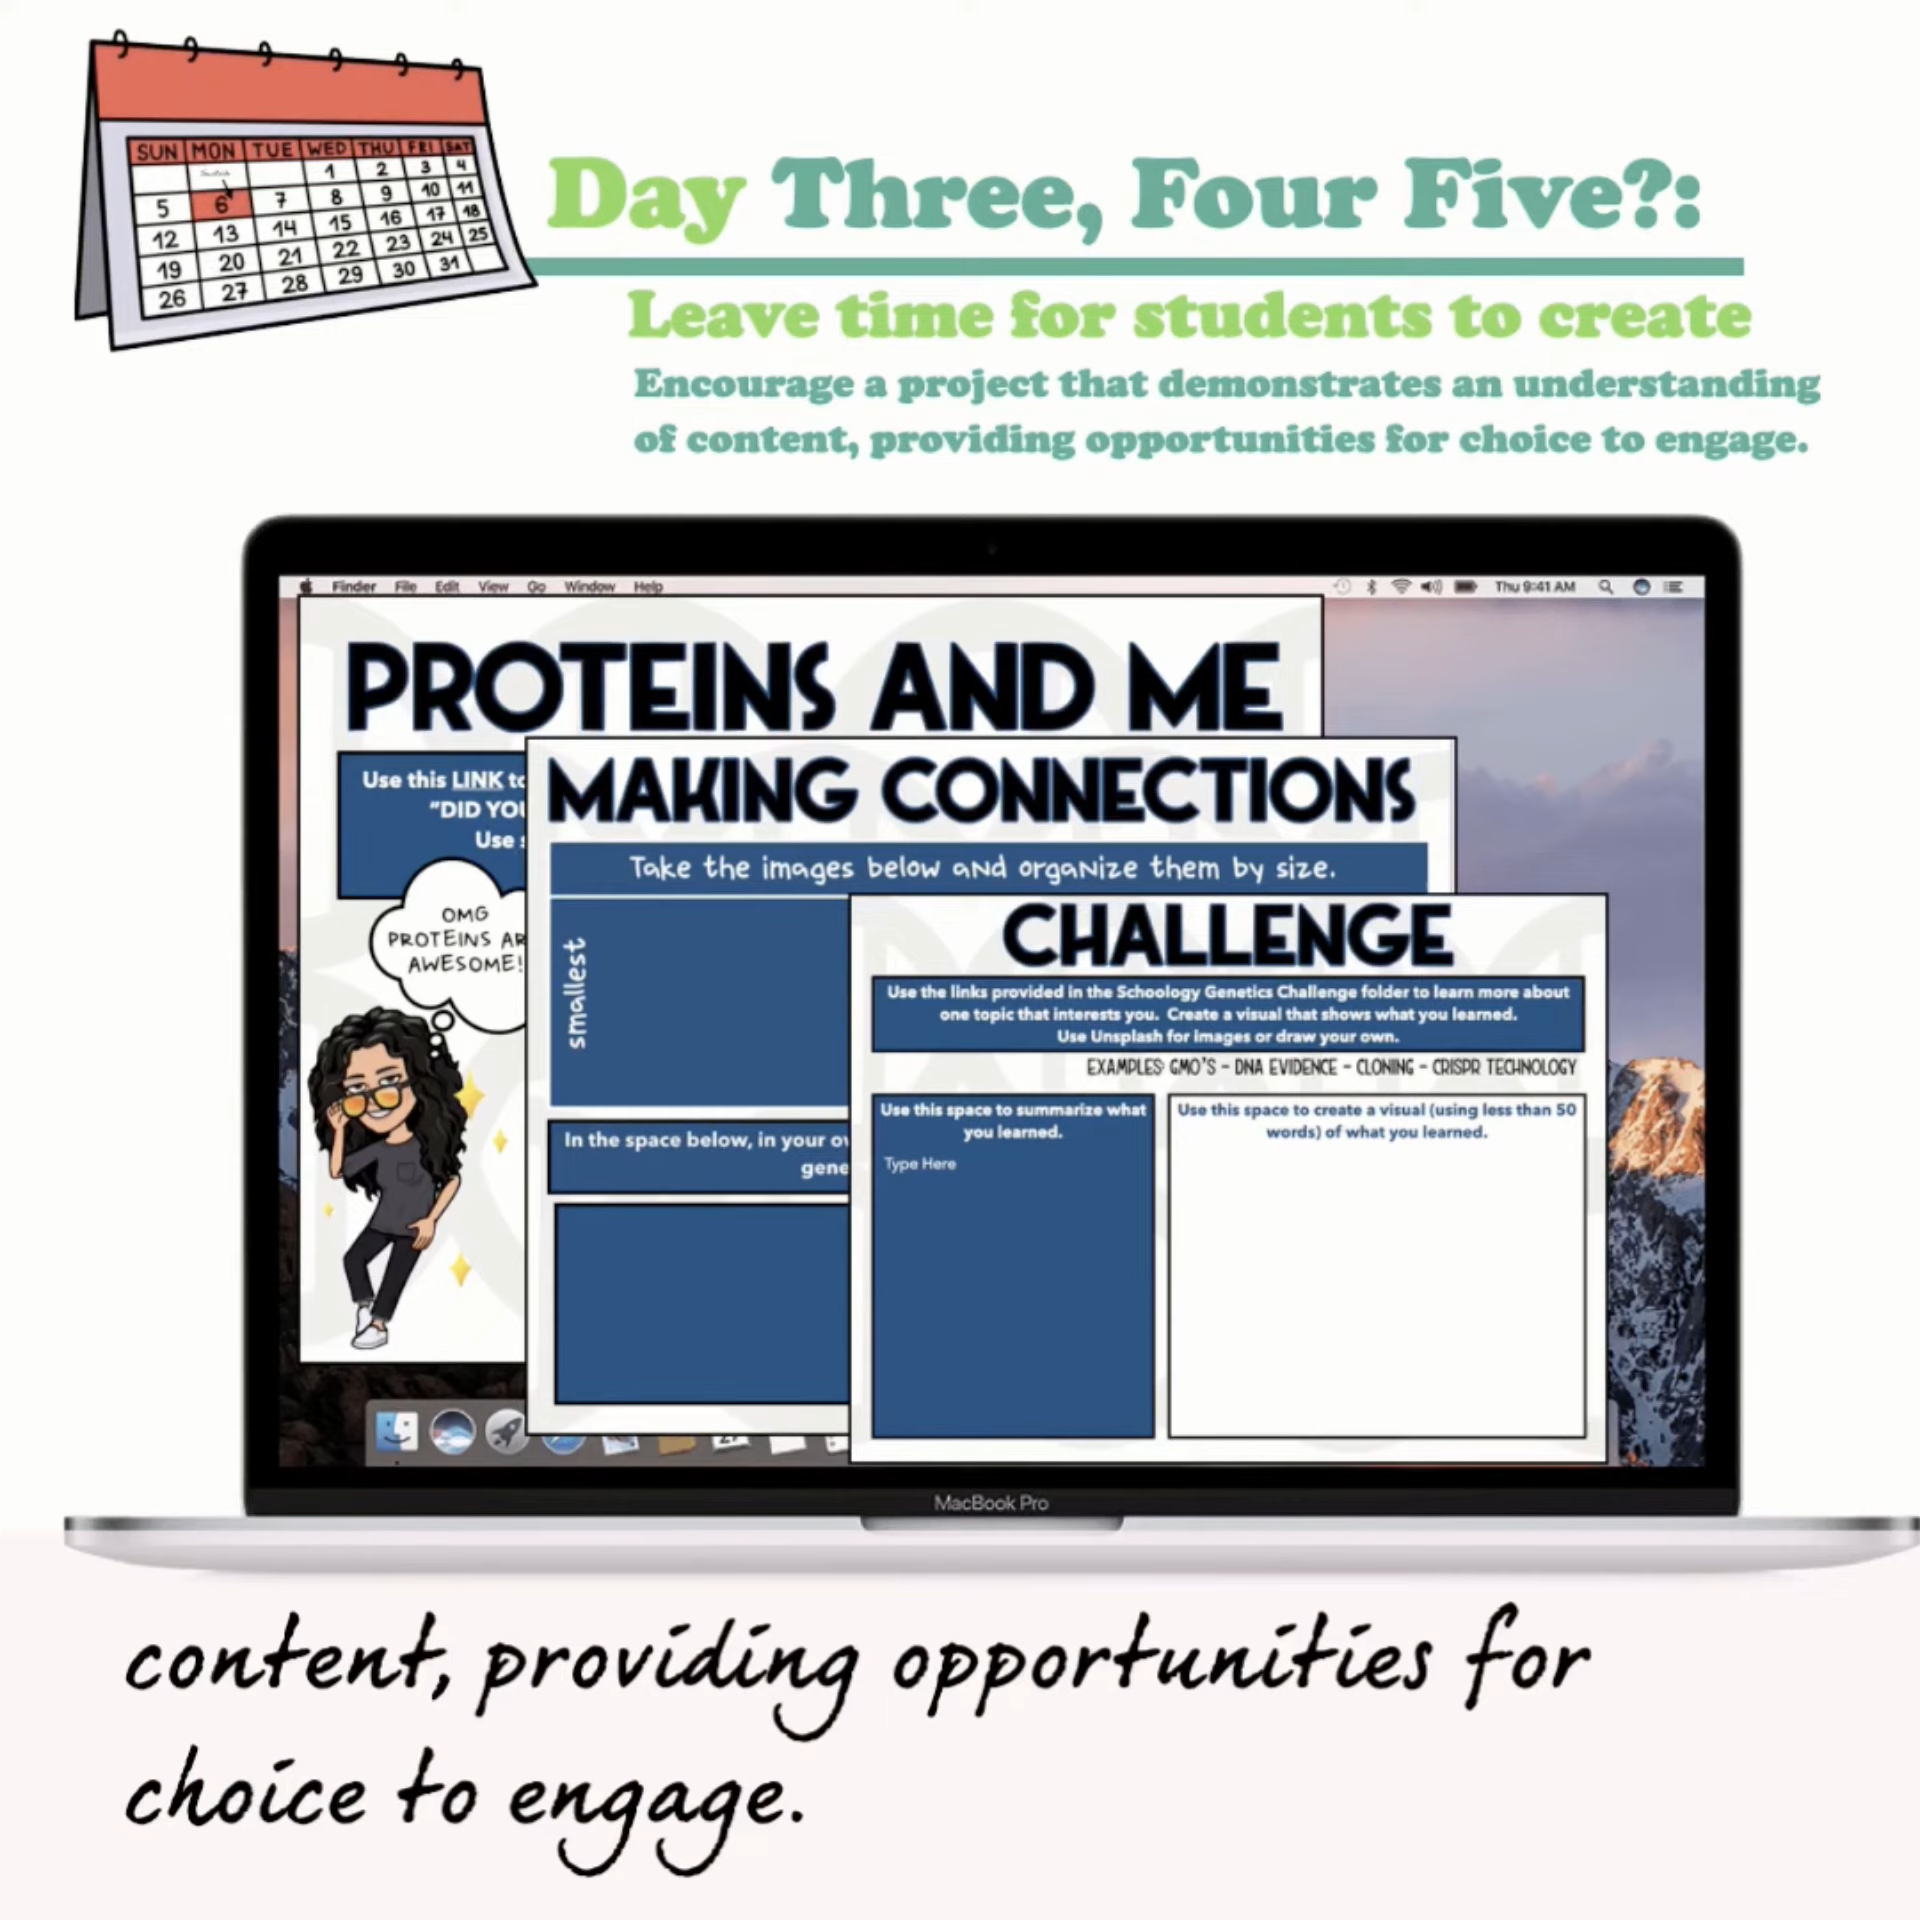 SUN MON TUE WED THU FRI SAT
1 2 3 4
5 6 7 8 9 10 11
12 13 14 15 16 17 18
19 20 21 22 23 24 25
26 27 28 29 30 31
Day Three, Four Five?:
Leave time for students to create
Encourage a project that demonstrates an understanding
of content, providing opportunities for choice to engage.
Finder File Edit View Go Window Help
Thu 9:41 AM
PROTEINS AND ME
Use this LINK to
"DID YOU
Use
OMG
PROTEINS AR
AWESOME!
MAKING CONNECTIONS
Take the images below and organize them by size.
smallest
In the space below, in your ow
gene
CHALLENGE
Use the links provided in the Schoology Genetics Challenge folder to learn more about
one topic that interests you. Create a visual that shows what you learned.
Use Unsplash for images or draw your own.
EXAMPLES: GMO'S - DNA EVIDENCE - CLONING - CRISPR TECHNOLOGY
Use this space to summarize what
you learned.
Type Here
Use this space to create a visual (using less than 50
words) of what you learned.
MacBook Pro
content, providing opportunities for
choice to engage.